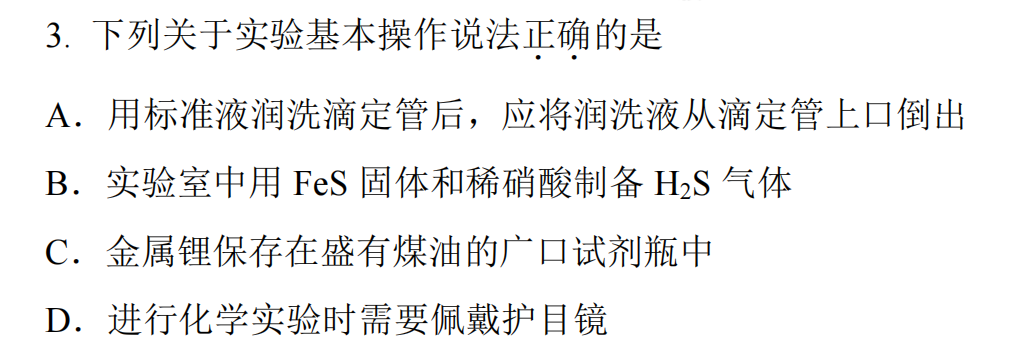 3. 下列关于实验基本操作说法正确的是
A．用标准液润洗滴定管后，应将润洗液从滴定管上口倒出
B．实验室中用 FeS 固体和稀硝酸制备 H₂S 气体
C．金属锂保存在盛有煤油的广口试剂瓶中
D．进行化学实验时需要佩戴护目镜